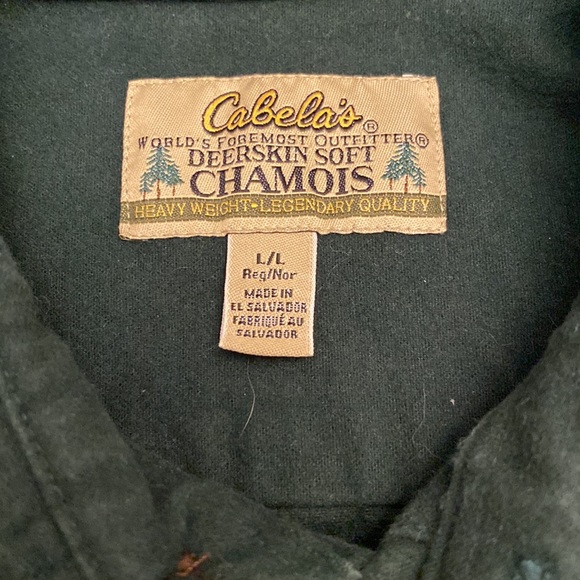 Cabela's®
WORLD'S FOREMOST OUTFITTER®
DEERSKIN SOFT
CHAMOIS
HEAVY WEIGHT•LEGENDARY QUALITY
L/L
Reg/Nor
MADE IN
EL SALVADOR
FABRIQUÉ AU
SALVADOR